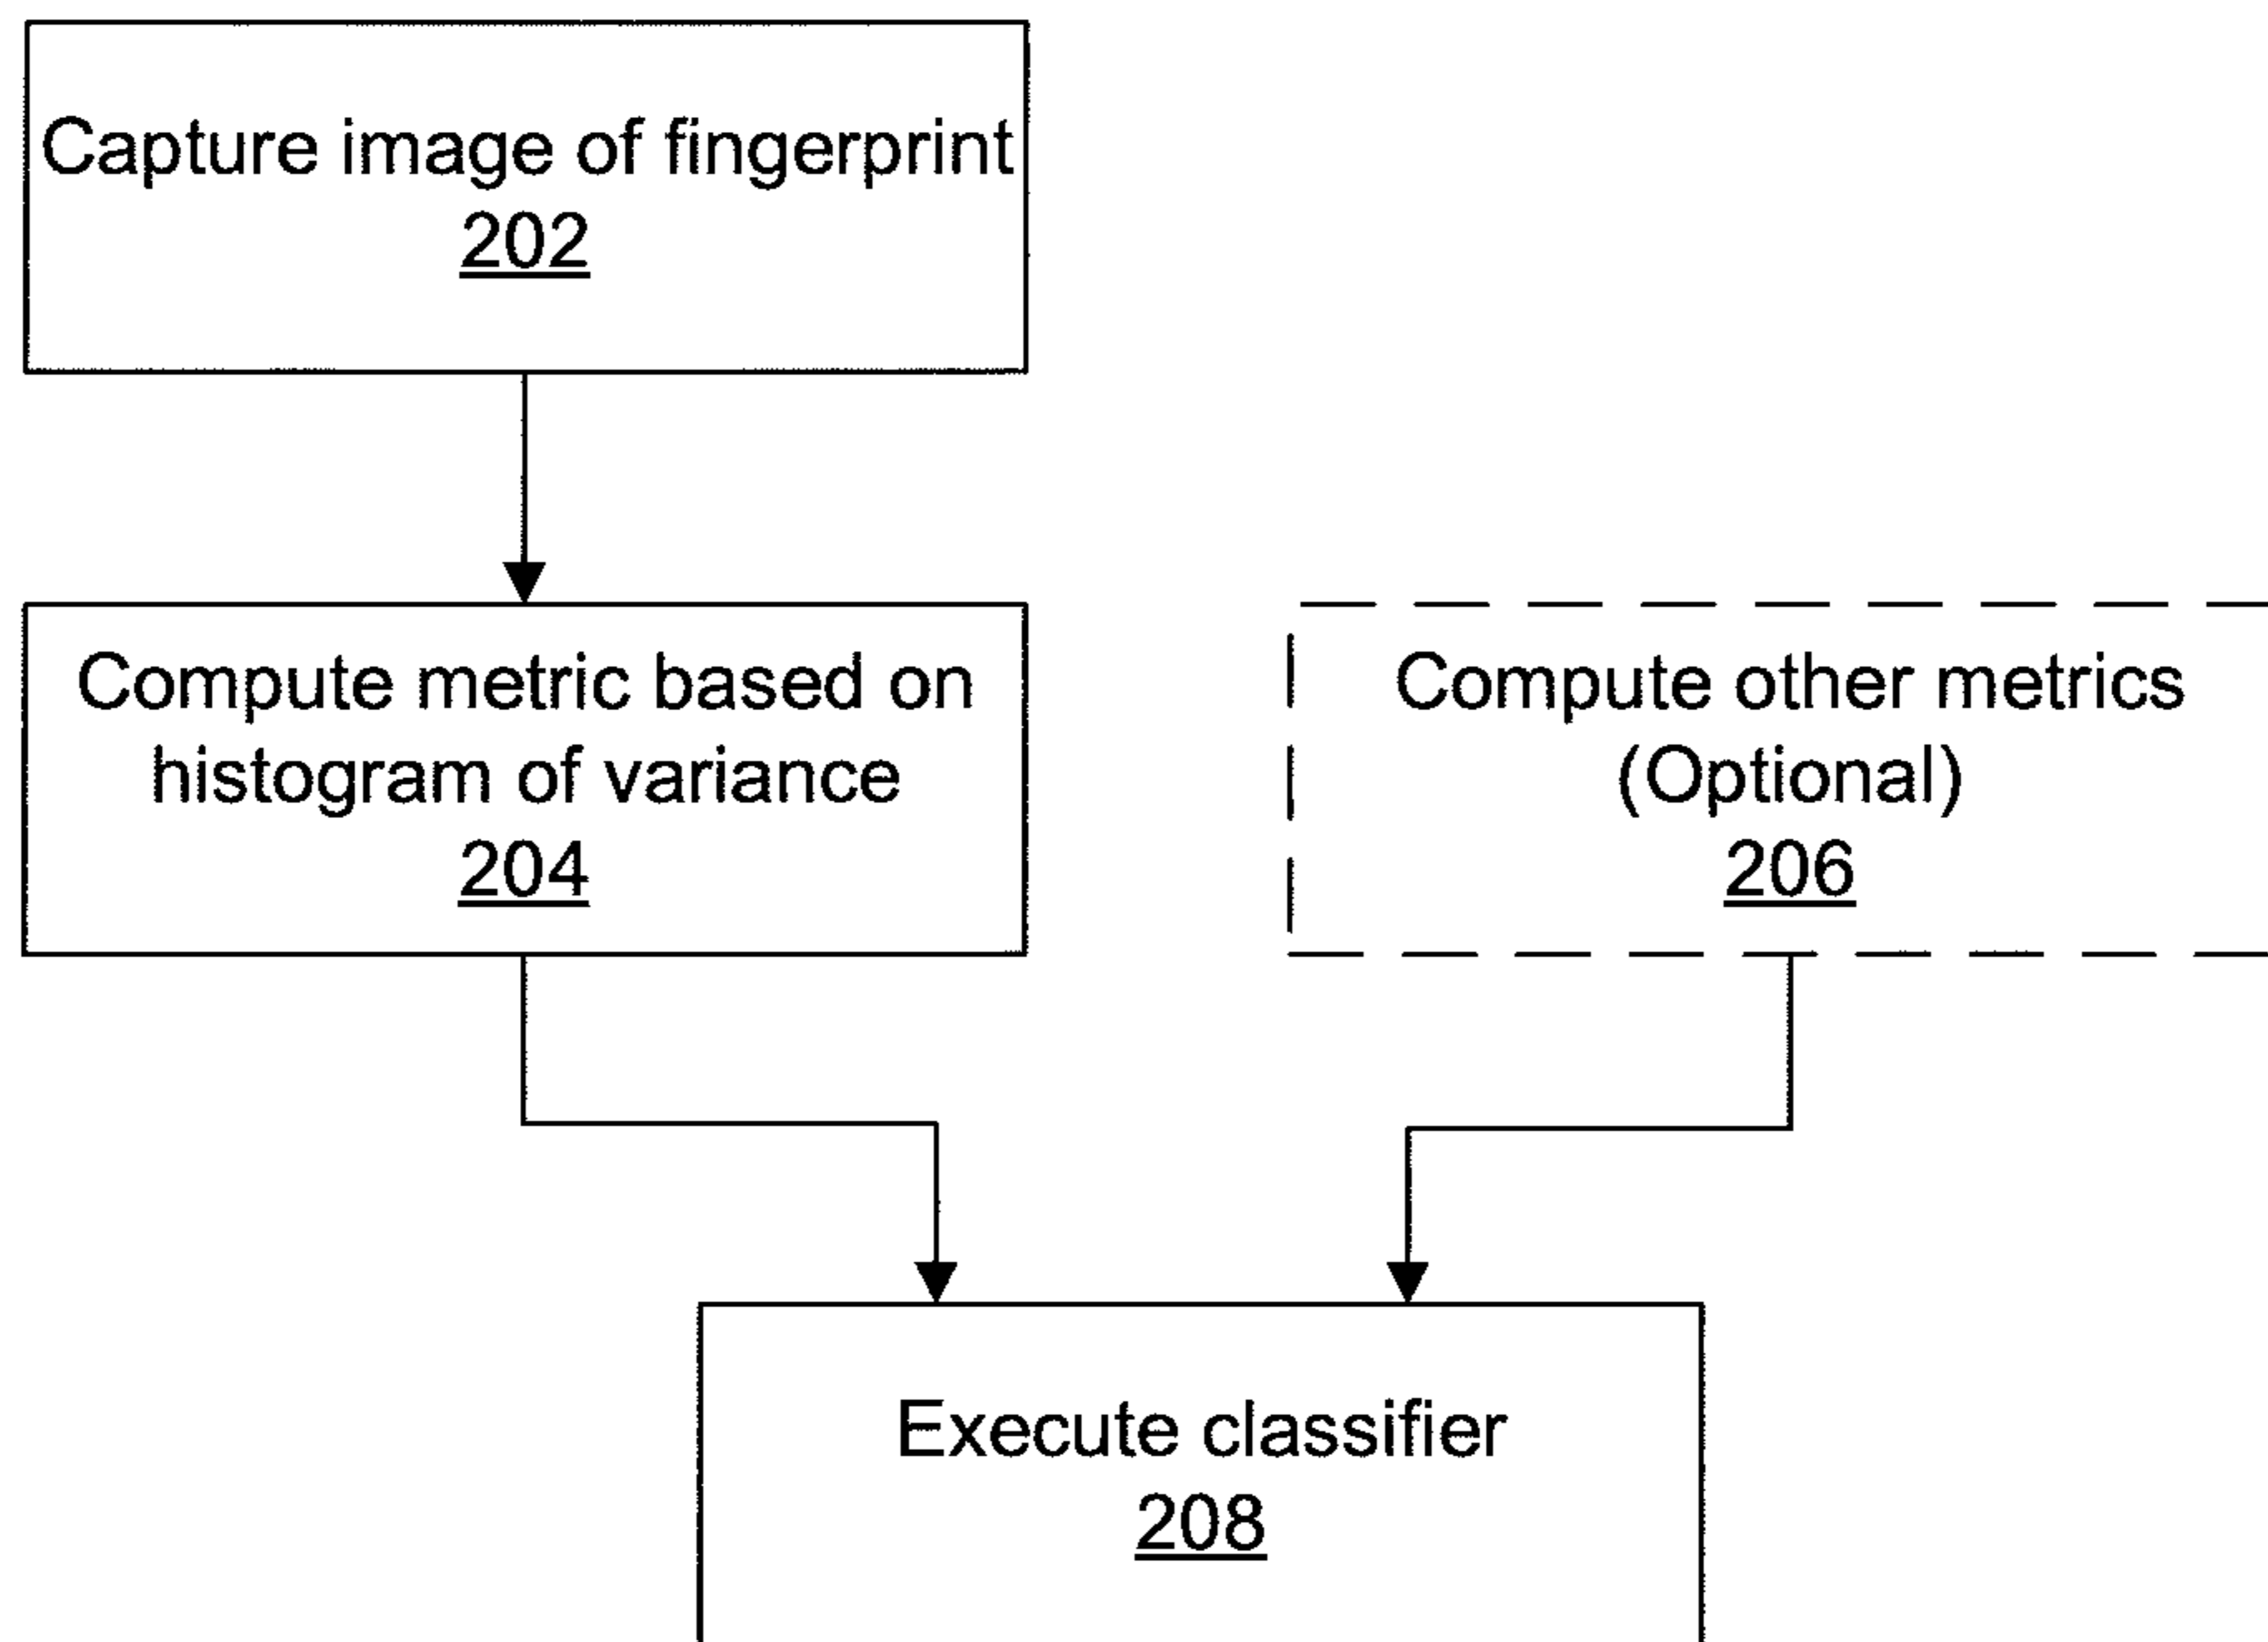 Capture image of fingerprint
202
Compute metric based on
histogram of variance
204
Compute other metrics
(Optional)
206
Execute classifier
208